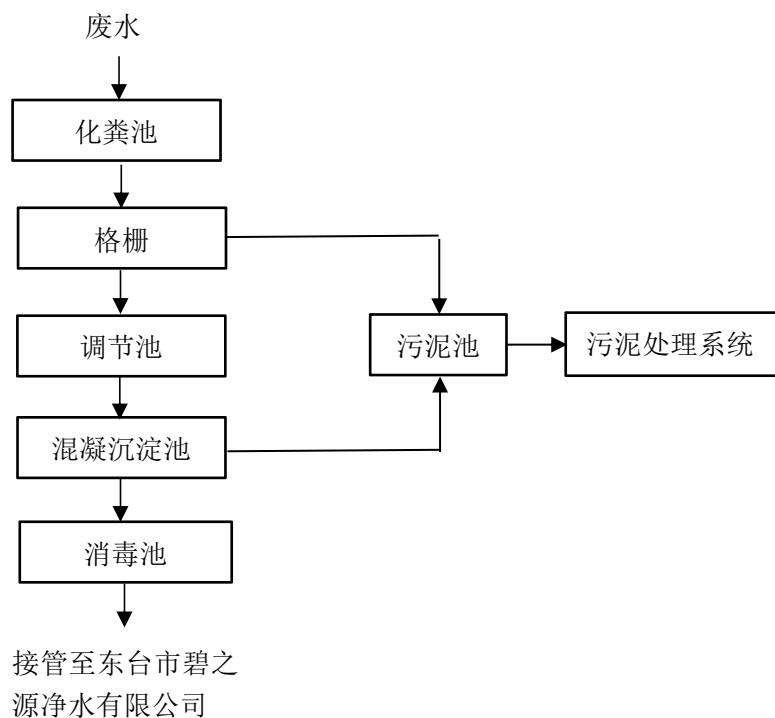 废水
化粪池
格栅
调节池
污泥池
污泥处理系统
混凝沉淀池
消毒池
接管至东台市碧之
源净水有限公司